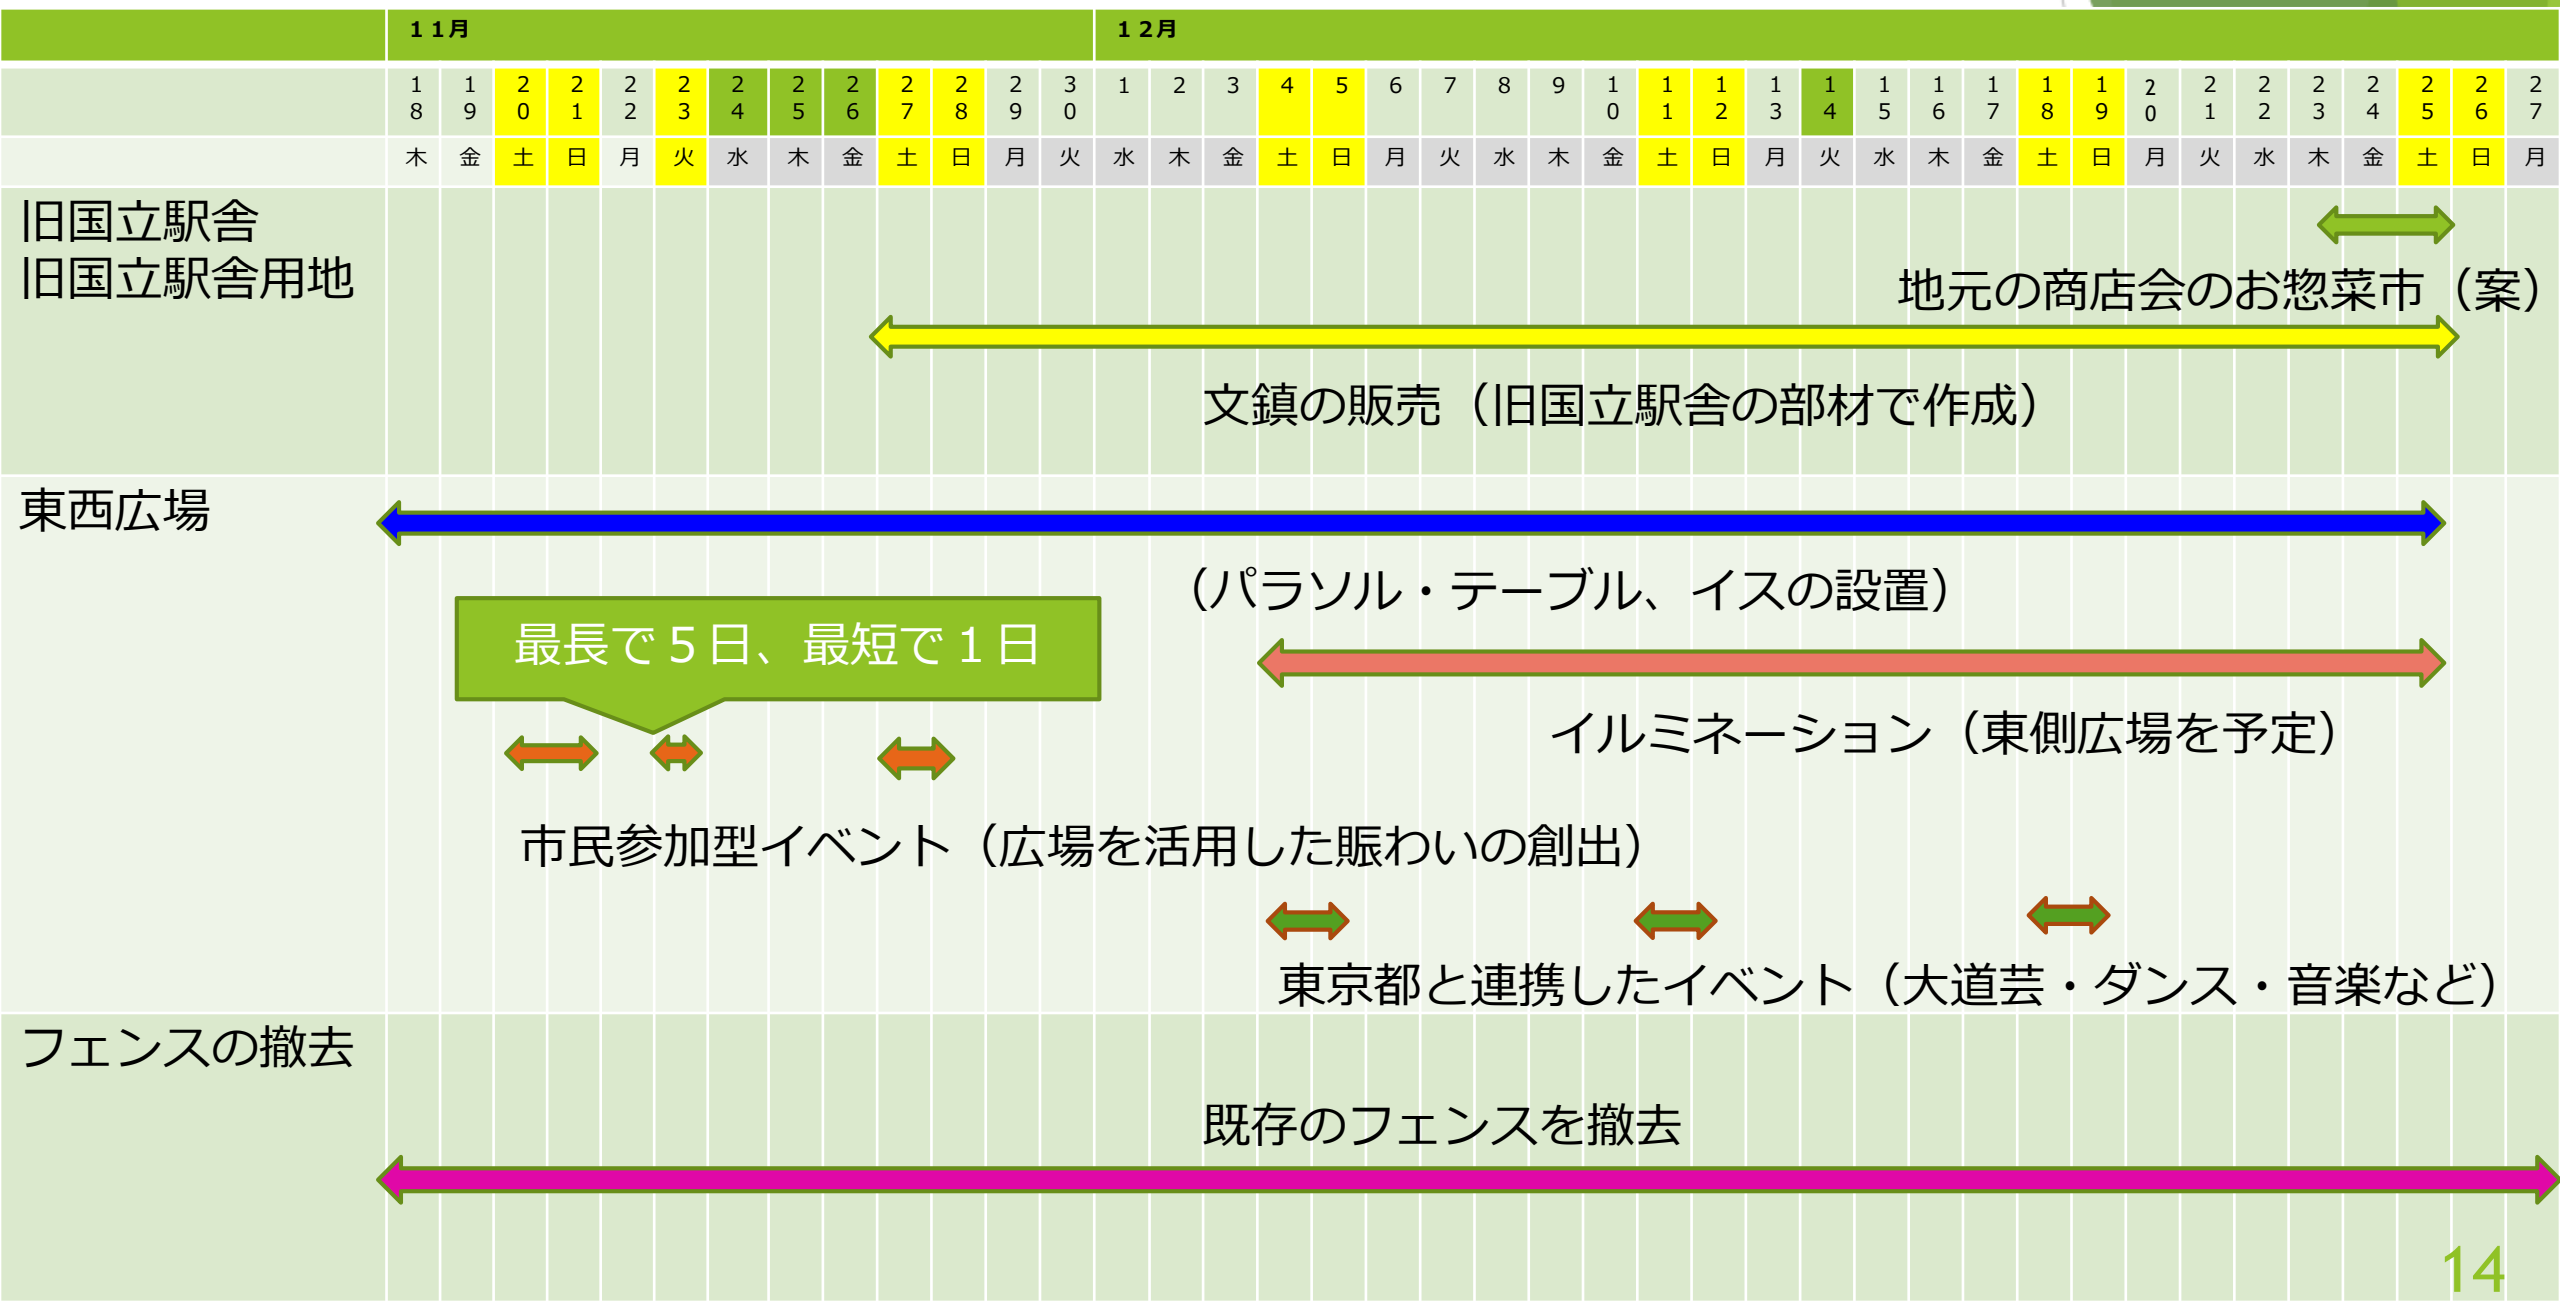 １１月 １２月
18 19 20 21 22 23 24 25 26 27 28 29 30 1 2 3 4 5 6 7 8 9 10 11 12 13 14 15 16 17 18 19 20 21 22 23 24 25 26 27
木 金 土 日 月 火 水 木 金 土 日 月 火 水 木 金 土 日 月 火 水 木 金 土 日 月 火 水 木 金 土 日 月 火 水 木 金 土 日 月
旧国立駅舎
旧国立駅舎用地
地元の商店会のお惣菜市（案）
文鎮の販売（旧国立駅舎の部材で作成）
東西広場
（パラソル・テーブル、イスの設置）
最長で５日、最短で１日
イルミネーション（東側広場を予定）
市民参加型イベント（広場を活用した賑わいの創出）
東京都と連携したイベント（大道芸・ダンス・音楽など）
フェンスの撤去
既存のフェンスを撤去
14